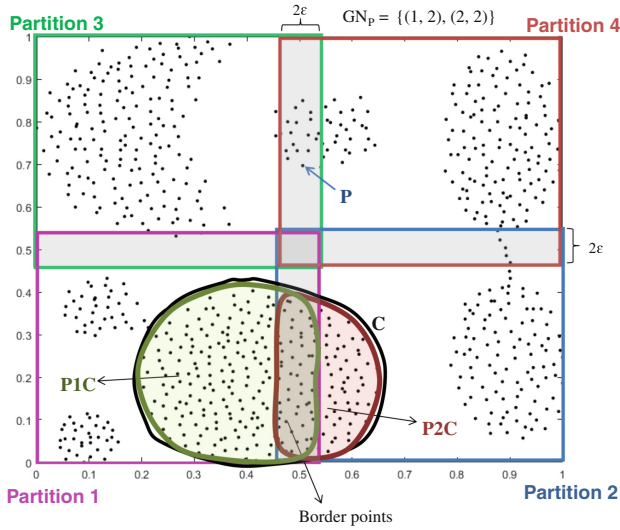 2ε
GN_P = {(1, 2), (2, 2)}
Partition 3
Partition 4
1
0.9
0.8
0.7
0.6
0.5
0.4
0.3
0.2
0.1
0
P
2ε
C
P1C
P2C
0 0.1 0.2 0.3 0.4 0.5 0.6 0.7 0.8 0.9 1
Partition 1
Partition 2
Border points